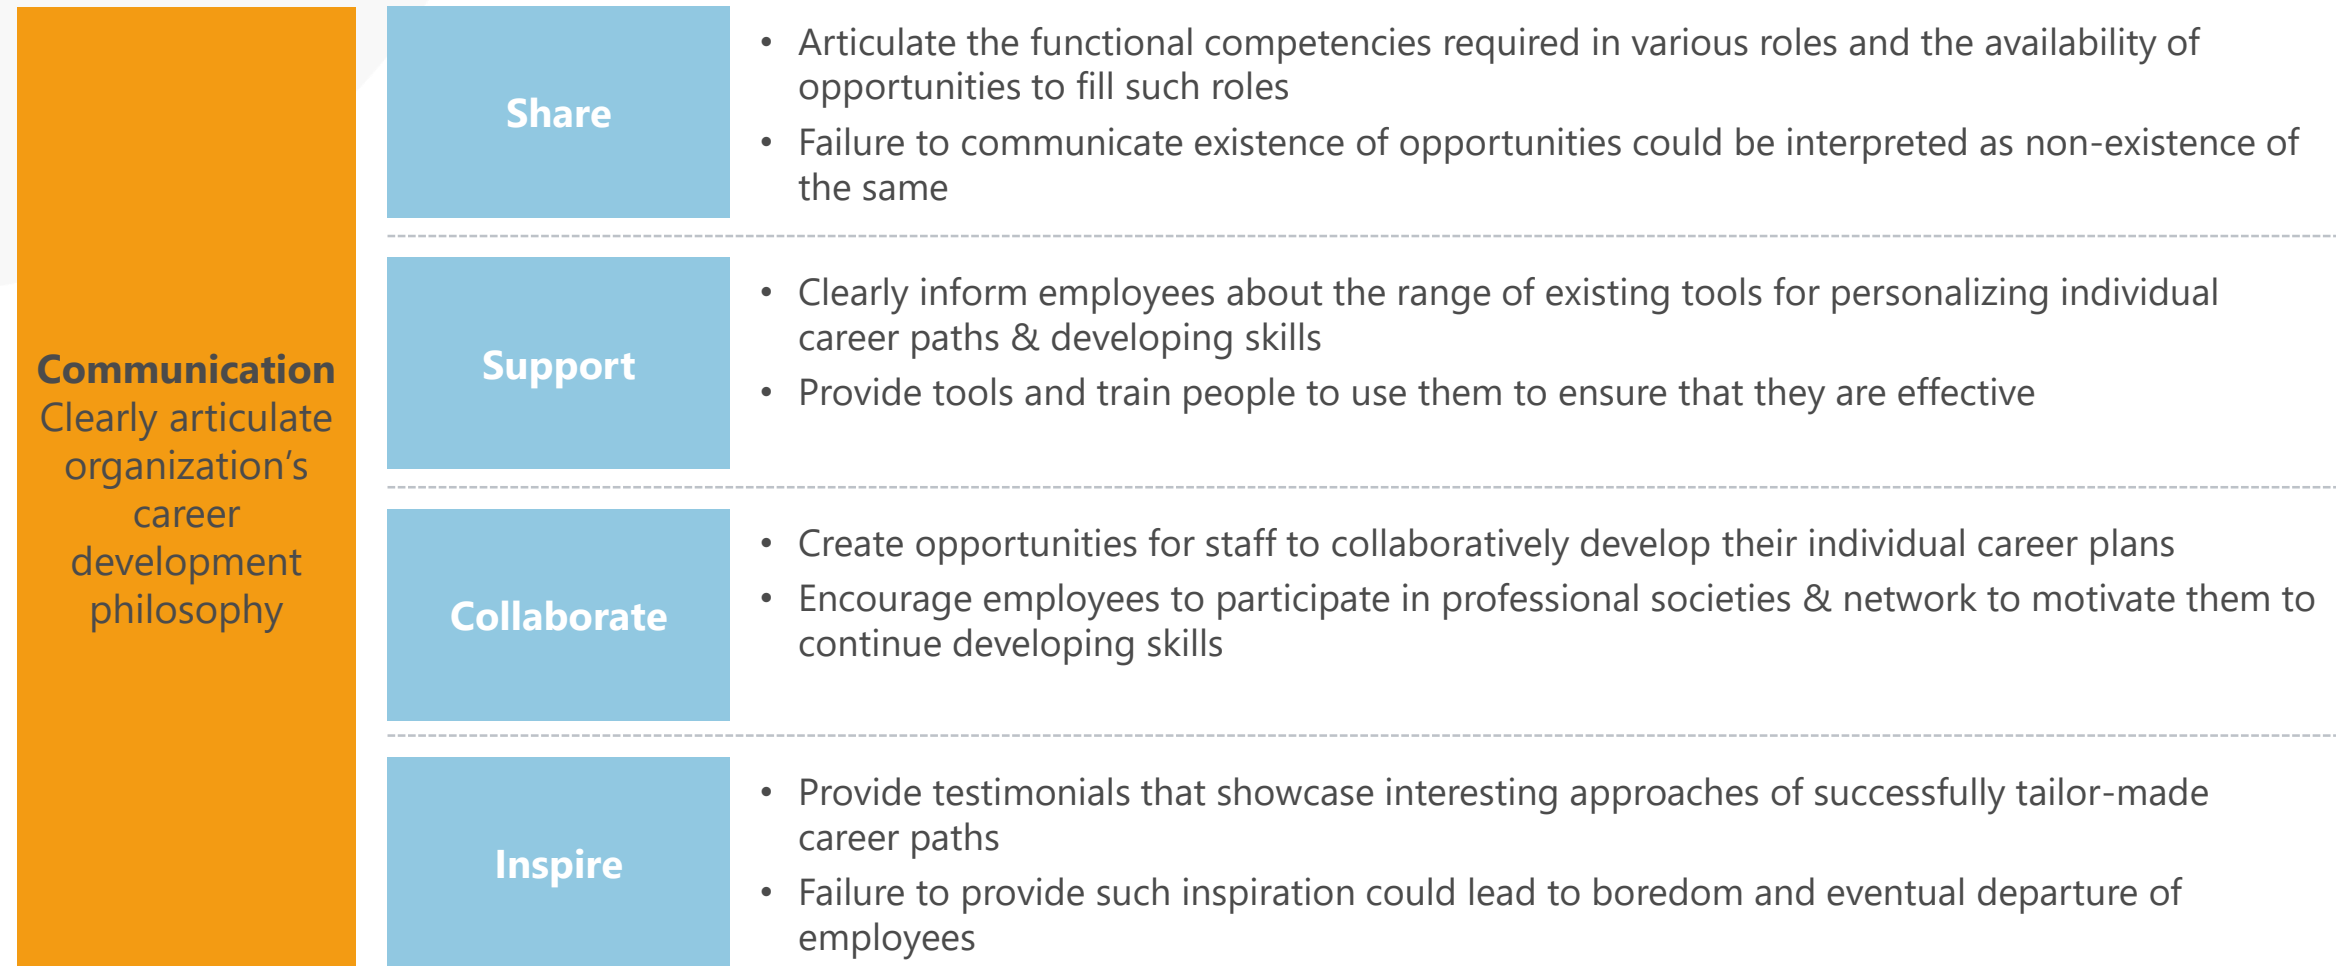 Communication
Clearly articulate
organization's
career
development
philosophy
Share
• Articulate the functional competencies required in various roles and the availability of
opportunities to fill such roles
• Failure to communicate existence of opportunities could be interpreted as non-existence of
the same
Support
• Clearly inform employees about the range of existing tools for personalizing individual
career paths & developing skills
• Provide tools and train people to use them to ensure that they are effective
Collaborate
• Create opportunities for staff to collaboratively develop their individual career plans
• Encourage employees to participate in professional societies & network to motivate them to
continue developing skills
Inspire
• Provide testimonials that showcase interesting approaches of successfully tailor-made
career paths
• Failure to provide such inspiration could lead to boredom and eventual departure of
employees